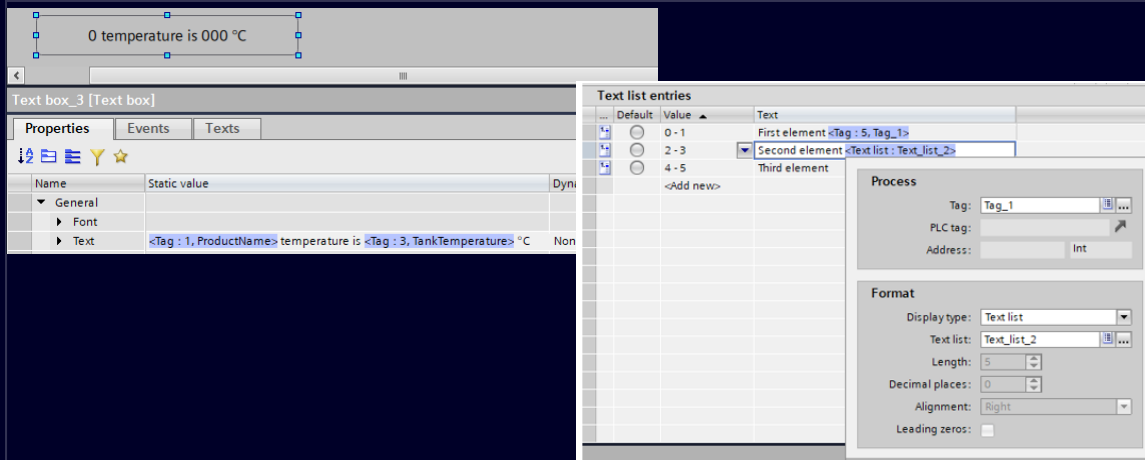 0 temperature is 000 °C
Text box_3 [Text box]
Properties Events Texts
Name Static value Dyna
General
Font
Text <Tag : 1, ProductName> temperature is <Tag : 3, TankTemperature> °C Non
Text list entries
... Default Value Text
0 - 1 First element <Tag : 5, Tag_1>
2 - 3 Second element <Text list : Text_list_2>
4 - 5 Third element
<Add new>
Process
Tag: Tag_1 ...
PLC tag:
Address: Int
Format
Display type: Text list
Text list: Text_list_2 ...
Length: 5
Decimal places: 0
Alignment: Right
Leading zeros: